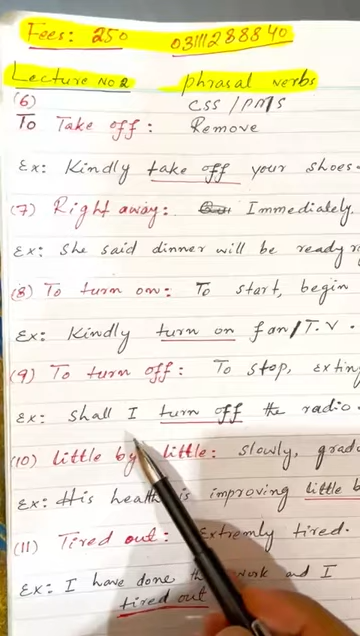 Fees: 250 03111288840
Lecture No 2 phrasal verbs
(6) CSS/PMS
To Take off: Remove
Ex: Kindly take off your shoes.
(7) Right away: Immediately.
Ex: She said dinner will be ready
(8) To turn on: To start, begin
Ex: Kindly turn on fan/T.V.
(9) To turn off: To stop,
Ex: Shall I turn off the radio
(10) Little by little: slowly,
Ex: His health is improving little
(11) Tired out: Extremly tired.
Ex: I have done work and I
tired out